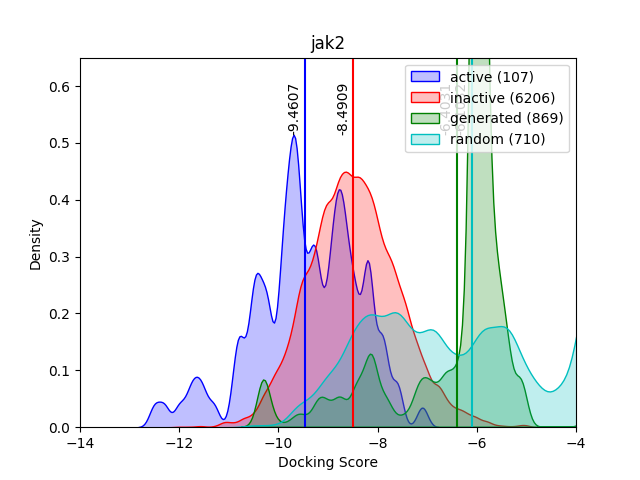 jak2
active (107)
inactive (6206)
generated (869)
random (710)
-9.4607
-8.4909
Density
0.6
0.5
0.4
0.3
0.2
0.1
0.0
−14
−12
−10
−8
−6
−4
Docking Score